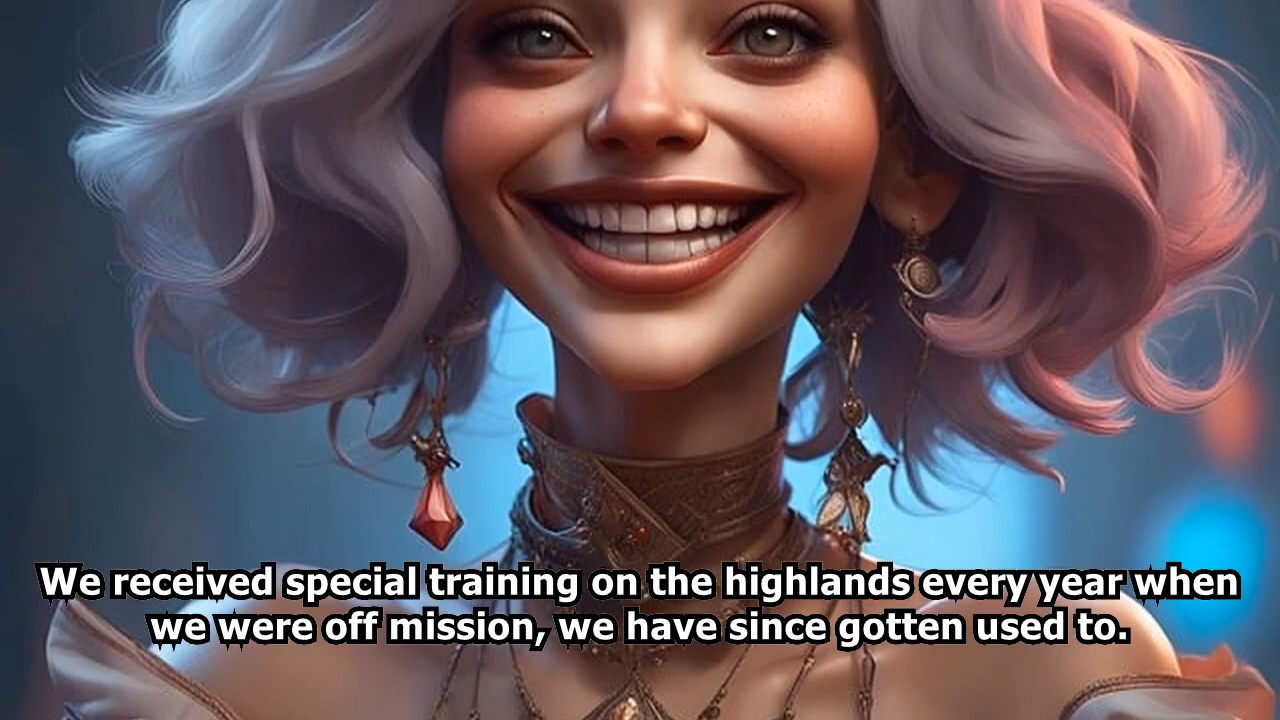 We received special training on the highlands every year when
we were off mission, we have since gotten used to.